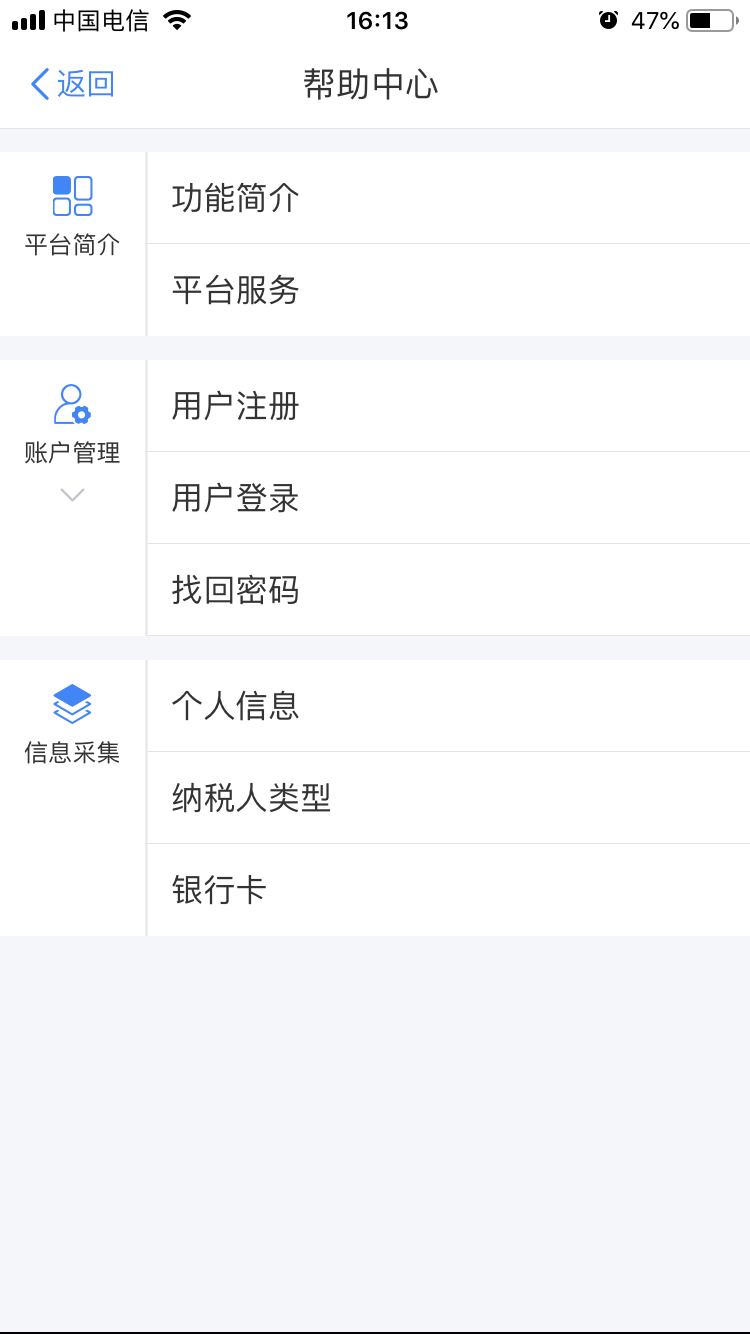 中国电信 16:13 47%
返回 帮助中心
平台简介
功能简介
平台服务
账户管理
用户注册
用户登录
找回密码
信息采集
个人信息
纳税人类型
银行卡